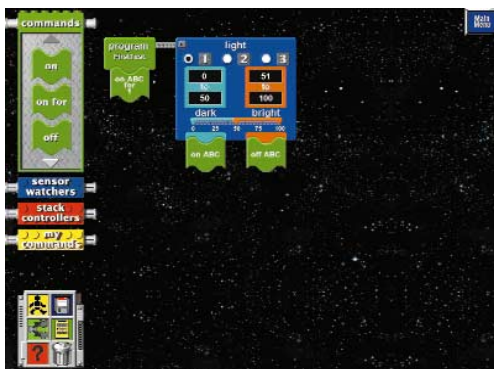 commands
Main
Menu
on
on for
off
sensor
watchers
stack
controllers
my
commands
program
on ABC
for
1
light
1
2
3
0
to
50
51
to
100
dark
bright
0 25 50 75 100
on ABC
off ABC
?